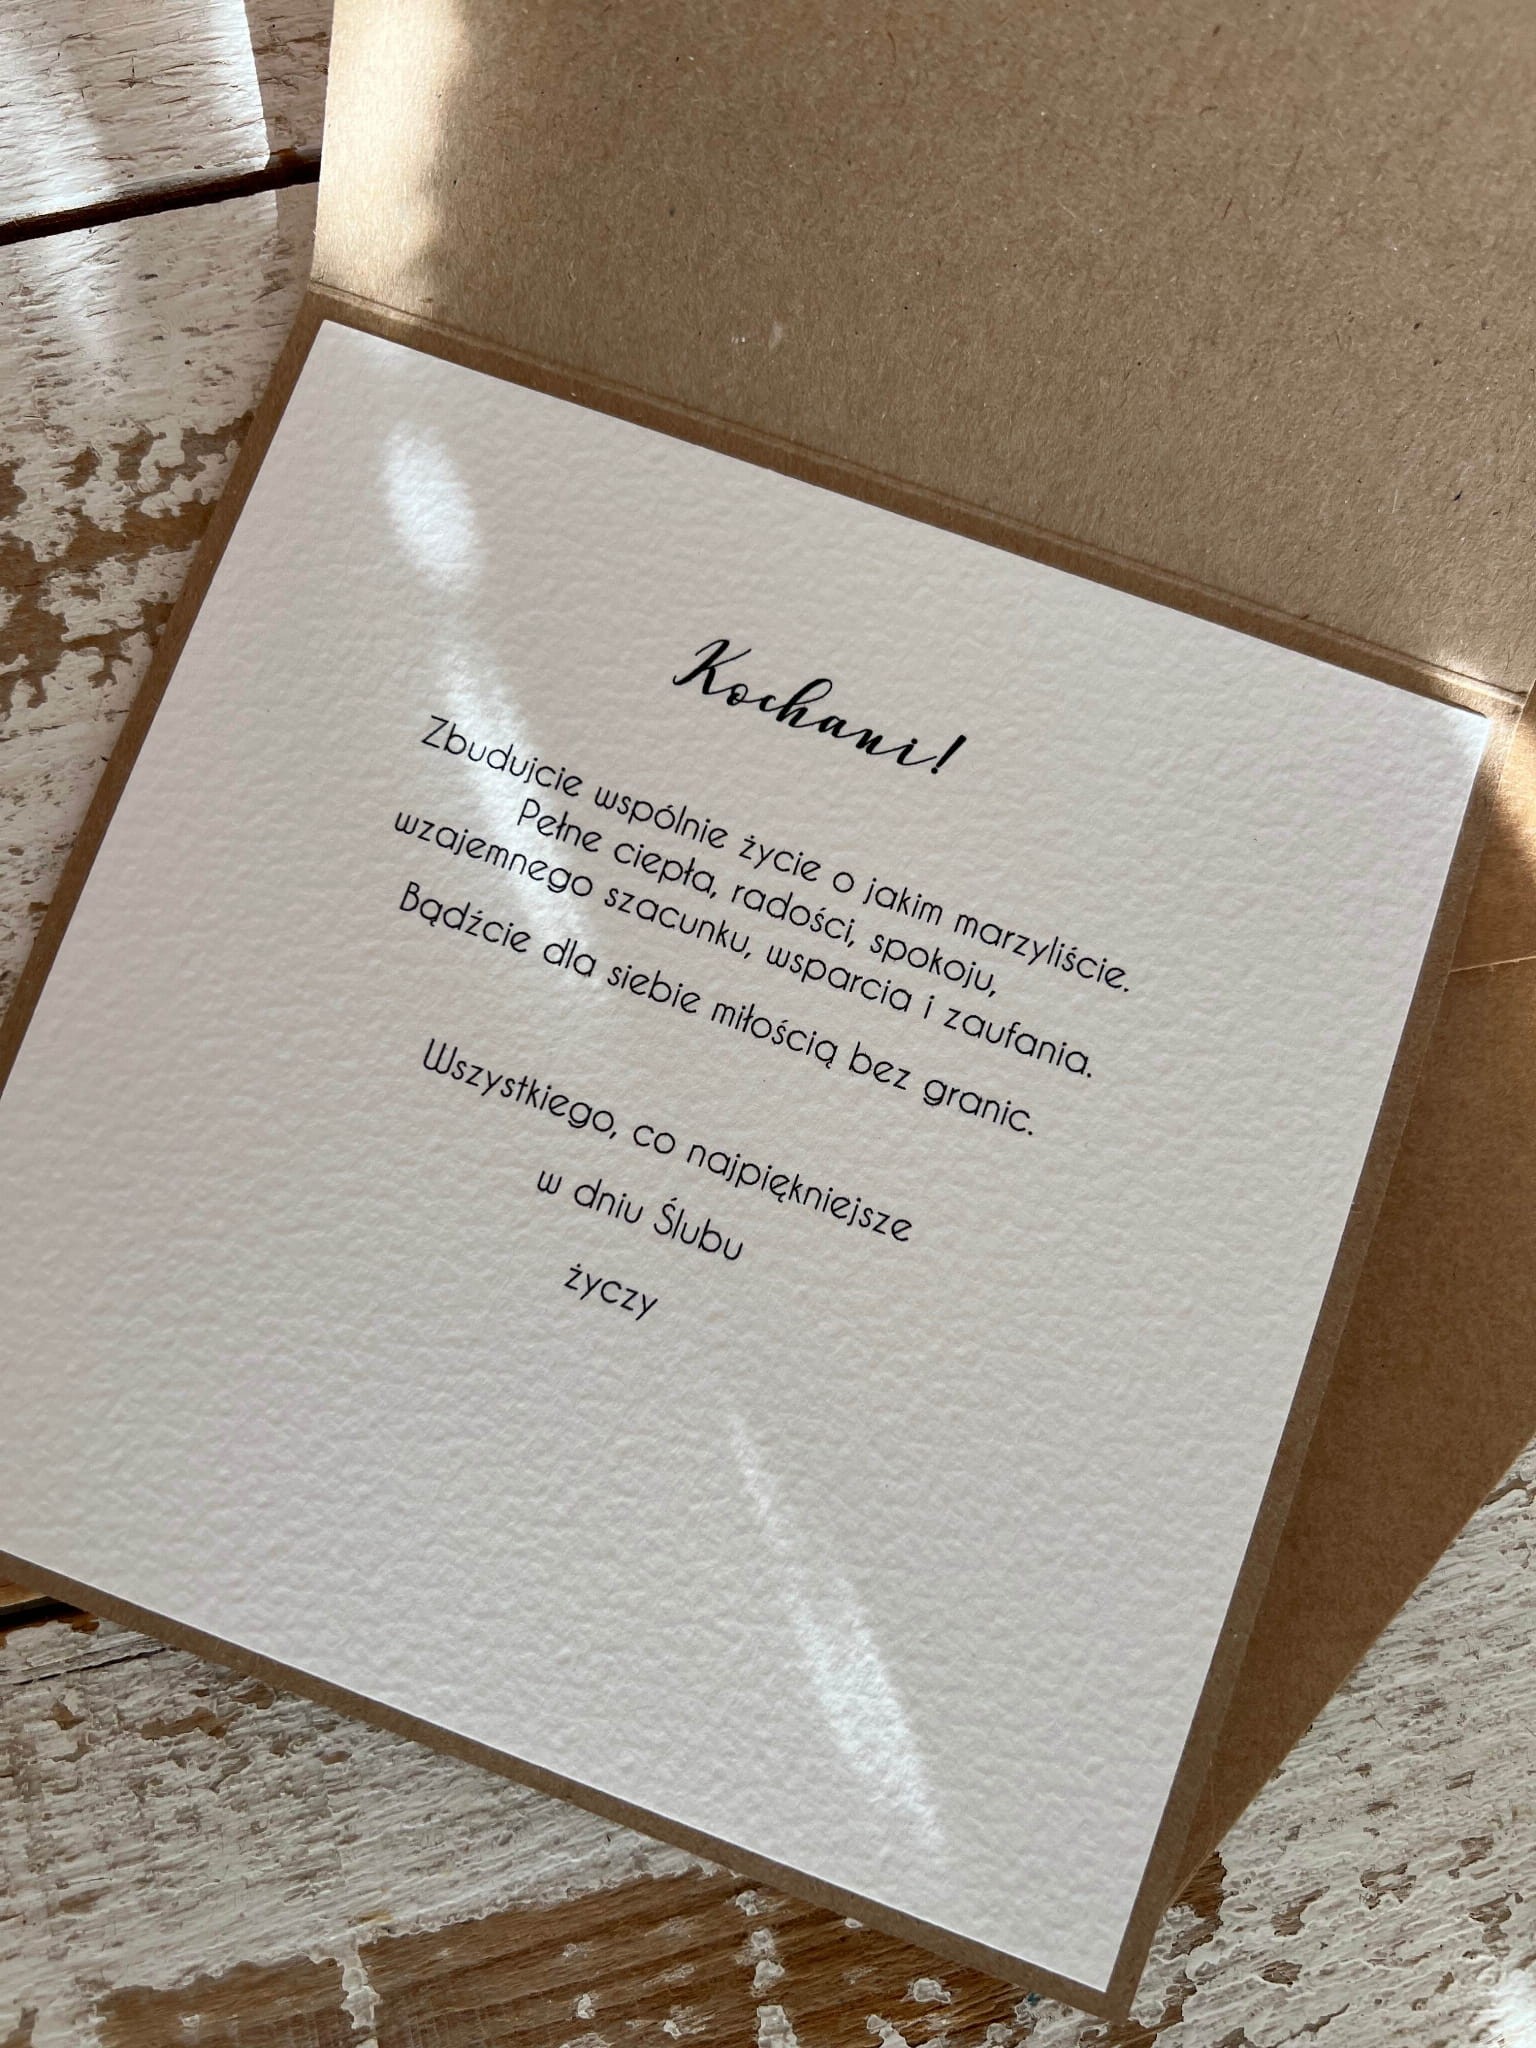 Kochani!
Zbudujcie wspólnie życie o jakim marzyliście.
Pełne ciepła, radości, spokoju,
wzajemnego szacunku, wsparcia i zaufania.
Bądźcie dla siebie miłością bez granic.
Wszystkiego, co najpiękniejsze
w dniu Ślubu
życzy